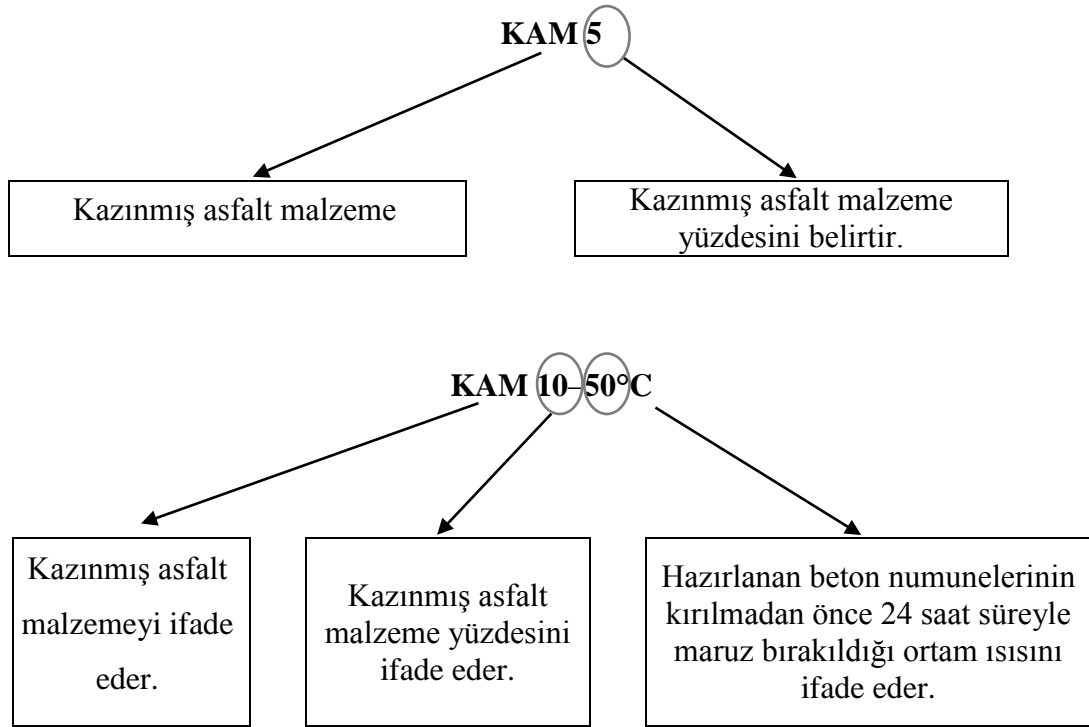 KAM 5
Kazınmış asfalt malzeme
Kazınmış asfalt malzeme
yüzdesini belirtir.
KAM 10–50°C
Kazınmış asfalt
malzemeyi ifade
eder.
Kazınmış asfalt
malzeme yüzdesini
ifade eder.
Hazırlanan beton numunelerinin
kırılmadan önce 24 saat süreyle
maruz bırakıldığı ortam ısısını
ifade eder.